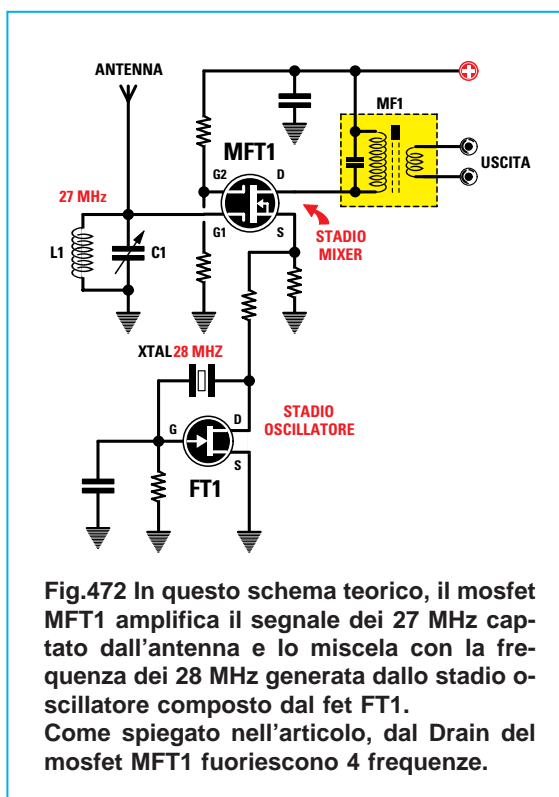 ANTENNA
MF1
USCITA
MFT1
G2
D
27 MHz
G1
S
STADIO
MIXER
L1
C1
XTAL 28 MHZ
STADIO
OSCILLATORE
G
D
S
FT1
Fig.472 In questo schema teorico, il mosfet
MFT1 amplifica il segnale dei 27 MHz cap-
tato dall'antenna e lo miscela con la fre-
quenza dei 28 MHz generata dallo stadio o-
scillatore composto dal fet FT1.
Come spiegato nell'articolo, dal Drain del
mosfet MFT1 fuoriescono 4 frequenze.